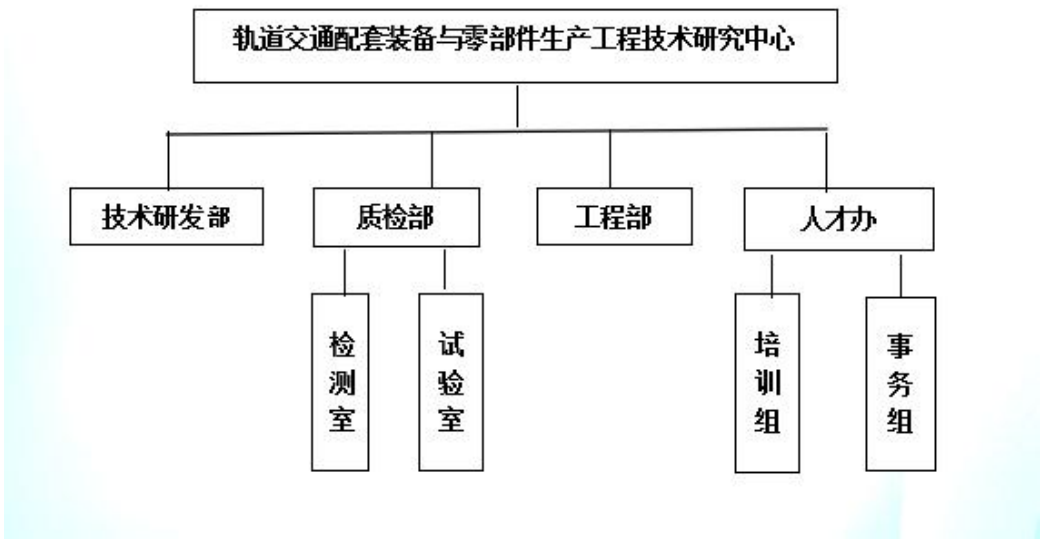 轨道交通配套装备与零部件生产工程技术研究中心
技术研发部
质检部
工程部
人才办
检测室
试验室
培训组
事务组